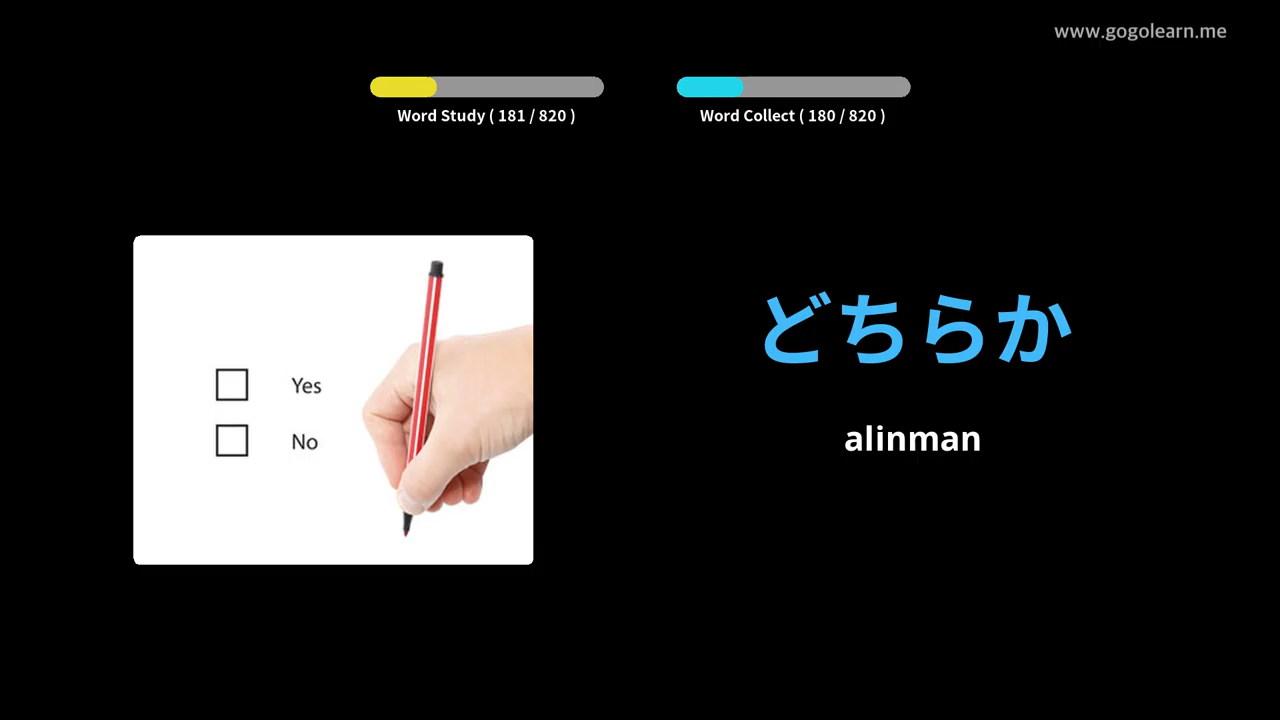 www.gogolearn.me
Word Study ( 181 / 820 )
Word Collect ( 180 / 820 )
Yes
No
どちらか
alinman